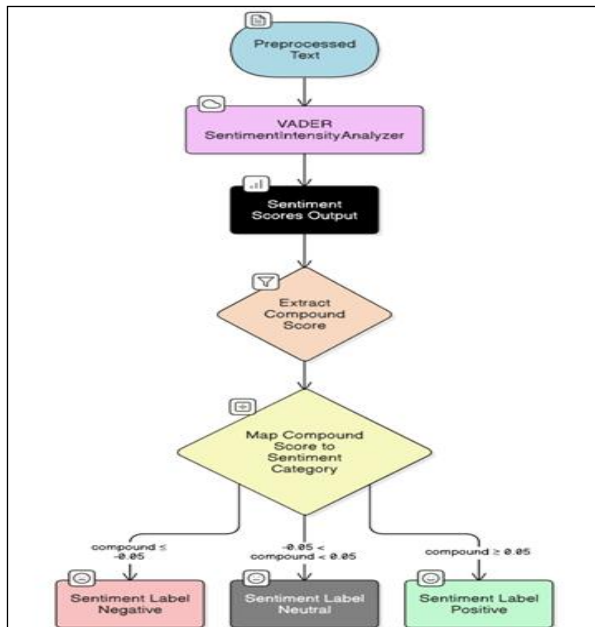 Preprocessed
Text
VADER
SentimentIntensityAnalyzer
Sentiment
Scores Output
Extract
Compound
Score
Map Compound
Score to
Sentiment
Category
compound ≤
-0.05
-0.05 <
compound < 0.05
compound ≥ 0.05
Sentiment Label
Negative
Sentiment Label
Neutral
Sentiment Label
Positive